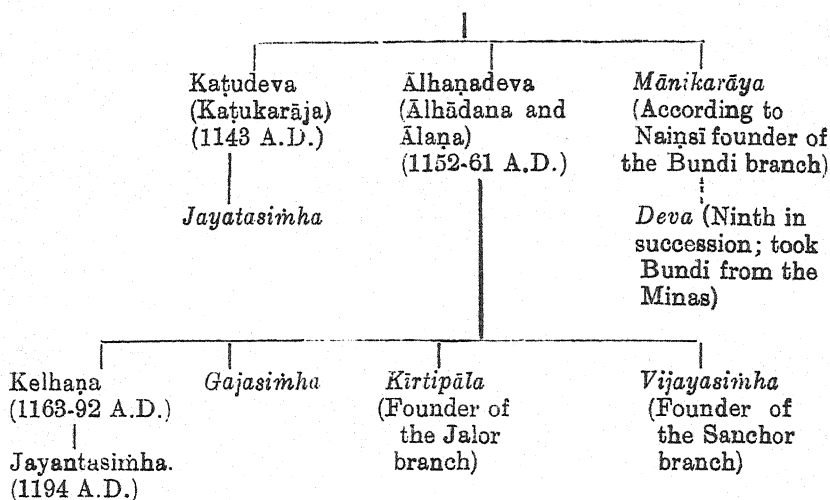 Kaṭudeva
(Kaṭukarāja)
(1143 A.D.)
Jayatasiṁha
Ālhaṇadeva
(Ālhādana and
Ālaṇa)
(1152-61 A.D.)
Mānikarāya
(According to
Naiṇsī founder of
the Bundi branch)
Deva (Ninth in
succession; took
Bundi from the
Minas)
Kelhaṇa
(1163-92 A.D.)
Jayantasiṁha.
(1194 A.D.)
Gajasiṁha
Kīrtipāla
(Founder of
the Jalor
branch)
Vijayasiṁha
(Founder of
the Sanchor
branch)